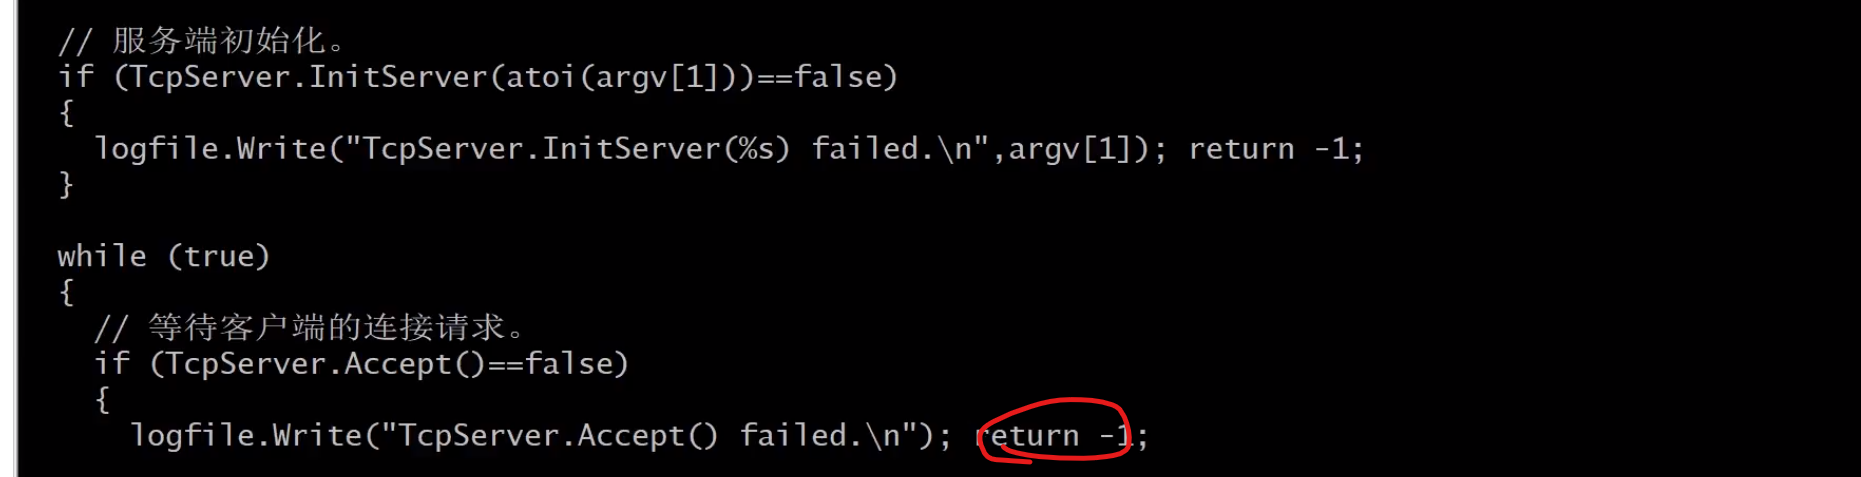 // 服务端初始化。
if (TcpServer.InitServer(atoi(argv[1]))==false)
{
logfile.Write("TcpServer.InitServer(%s) failed.\n",argv[1]); return -1;
}
while (true)
{
// 等待客户端的连接请求。
if (TcpServer.Accept()==false)
{
logfile.Write("TcpServer.Accept() failed.\n"); return -1;